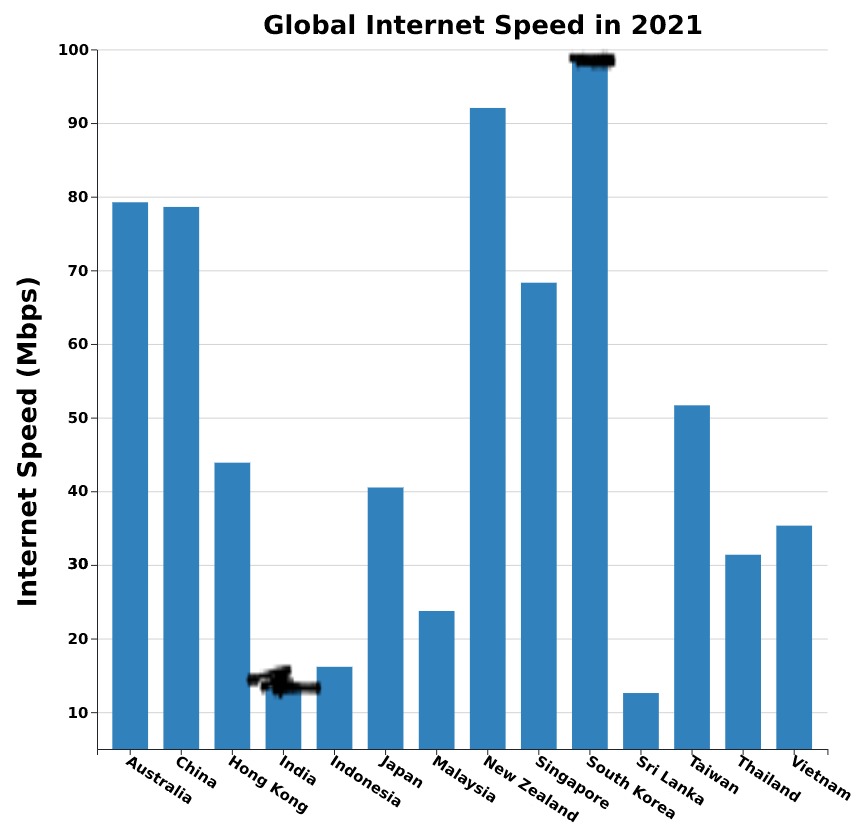 Global Internet Speed in 2021
Internet Speed (Mbps)
100
90
80
70
60
50
40
30
20
10
Australia
China
Hong Kong
India
Indonesia
Japan
Malaysia
New Zealand
Singapore
South Korea
Sri Lanka
Taiwan
Thailand
Vietnam